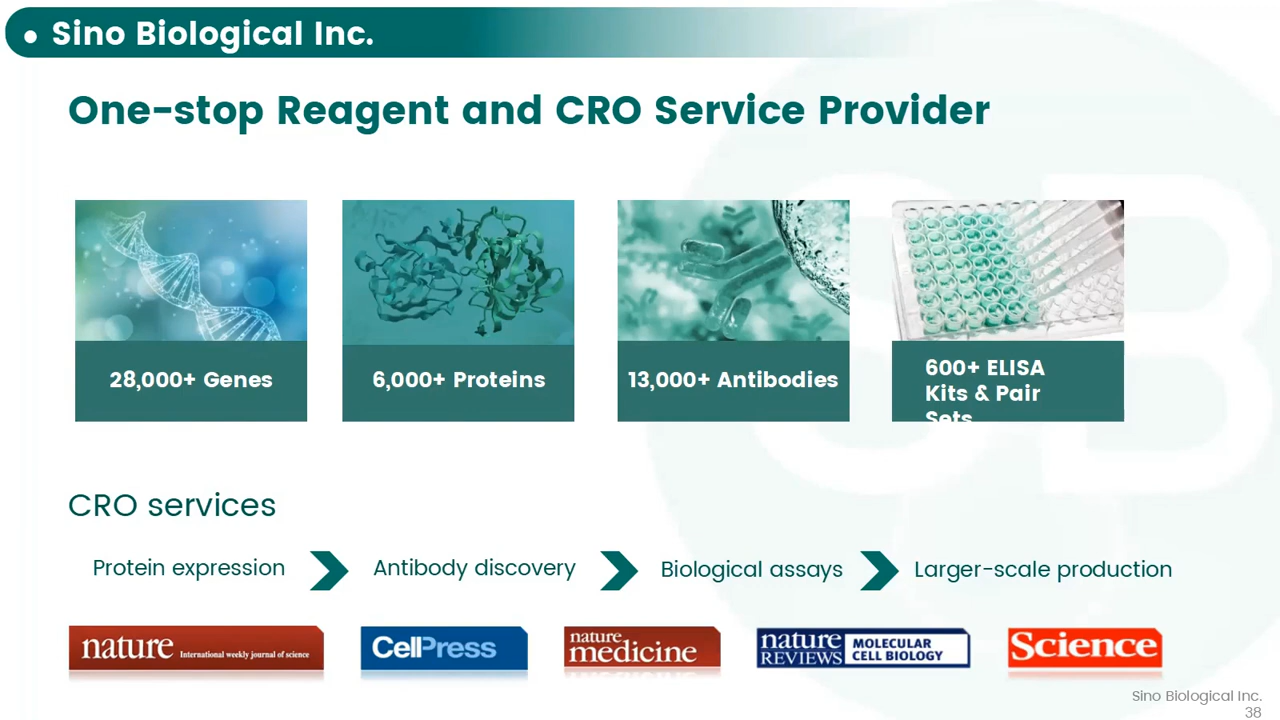 Sino Biological Inc.
One-stop Reagent and CRO Service Provider
28,000+ Genes
6,000+ Proteins
13,000+ Antibodies
600+ ELISA
Kits & Pair
Sets
CRO services
Protein expression
Antibody discovery
Biological assays
Larger-scale production
nature International weekly journal of science
CellPress
nature
medicine
nature
REVIEWS
MOLECULAR
CELL BIOLOGY
Science
Sino Biological Inc.
38